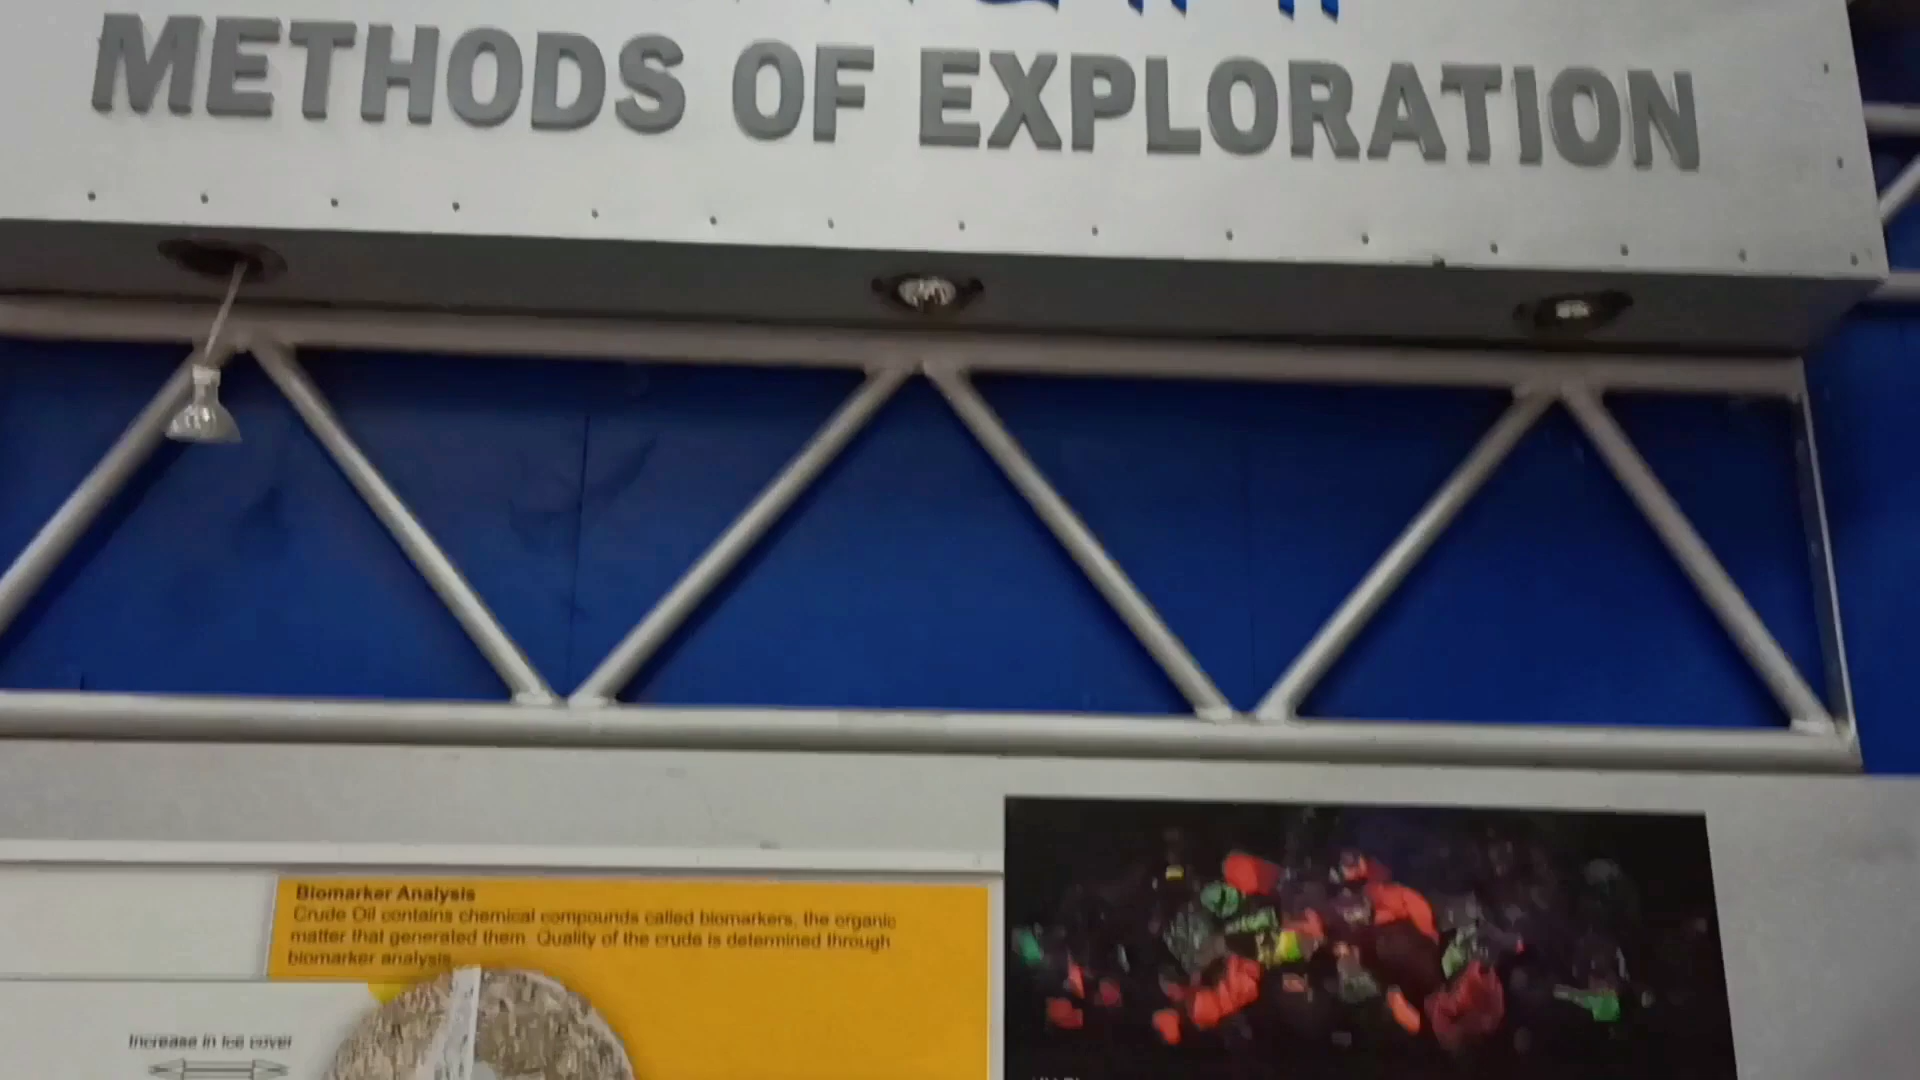 METHODS OF EXPLORATION
Biomarker Analysis
Crude Oil contains chemical compounds called biomarkers, the organic
matter that generated them. Quality of the crude is determined through
biomarker analysis.
Increase in Ice cover